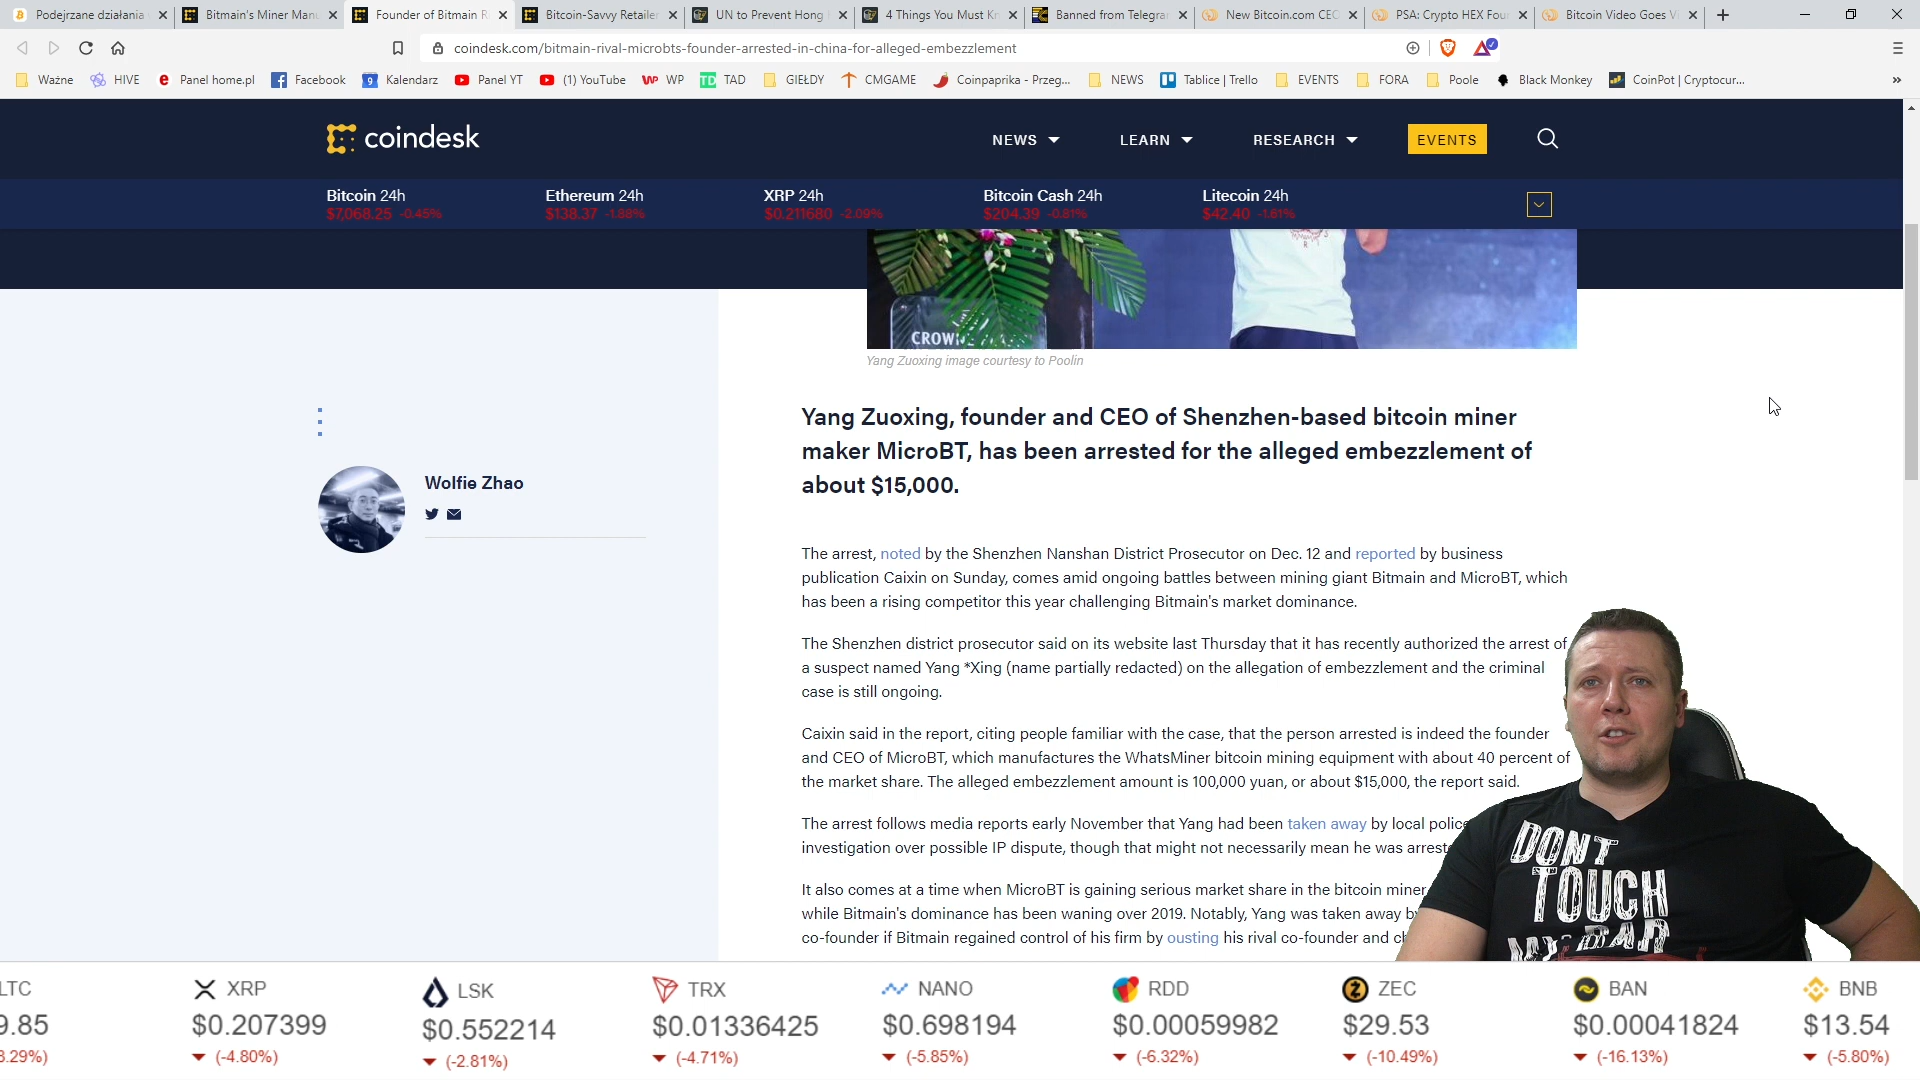 Podejrzane działania
Bitmain's Miner Manu
Founder of Bitmain R
Bitcoin-Savvy Retailer
UN to Prevent Hong
4 Things You Must Kn
Banned from Telegra
New Bitcoin.com CEO
PSA: Crypto HEX Four
Bitcoin Video Goes V
coindesk.com/bitmain-rival-microbts-founder-arrested-in-china-for-alleged-embezzlement
Ważne
HIVE
Panel home.pl
Facebook
Kalendarz
Panel YT
(1) YouTube
WP
TAD
GIEŁDY
CMGAME
Coinpaprika - Przeg...
NEWS
Tablice | Trello
EVENTS
FORA
Poole
Black Monkey
CoinPot | Cryptocur...
coindesk
NEWS
LEARN
RESEARCH
EVENTS
Bitcoin 24h
$7,068.25 -0.45%
Ethereum 24h
$138.37 -1.88%
XRP 24h
$0.211680 -2.09%
Bitcoin Cash 24h
$204.39 -0.81%
Litecoin 24h
$42.40 -1.61%
Yang Zuoxing image courtesy to Poolin
Wolfie Zhao
Yang Zuoxing, founder and CEO of Shenzhen-based bitcoin miner
maker MicroBT, has been arrested for the alleged embezzlement of
about $15,000.
The arrest, noted by the Shenzhen Nanshan District Prosecutor on Dec. 12 and reported by business
publication Caixin on Sunday, comes amid ongoing battles between mining giant Bitmain and MicroBT, which
has been a rising competitor this year challenging Bitmain's market dominance.
The Shenzhen district prosecutor said on its website last Thursday that it has recently authorized the arrest of
a suspect named Yang *Xing (name partially redacted) on the allegation of embezzlement and the criminal
case is still ongoing.
Caixin said in the report, citing people familiar with the case, that the person arrested is indeed the founder
and CEO of MicroBT, which manufactures the WhatsMiner bitcoin mining equipment with about 40 percent of
the market share. The alleged embezzlement amount is 100,000 yuan, or about $15,000, the report said.
The arrest follows media reports early November that Yang had been taken away by local police
investigation over possible IP dispute, though that might not necessarily mean he was arreste
It also comes at a time when MicroBT is gaining serious market share in the bitcoin miner
while Bitmain's dominance has been waning over 2019. Notably, Yang was taken away b
co-founder if Bitmain regained control of his firm by ousting his rival co-founder and ch
DONT
TOUCH
MY BAR
LTC
9.85
3.29%)
XRP
$0.207399
(-4.80%)
LSK
$0.552214
(-2.81%)
TRX
$0.01336425
(-4.71%)
NANO
$0.698194
(-5.85%)
RDD
$0.00059982
(-6.32%)
ZEC
$29.53
(-10.49%)
BAN
$0.00041824
(-16.13%)
BNB
$13.54
(-5.80%)